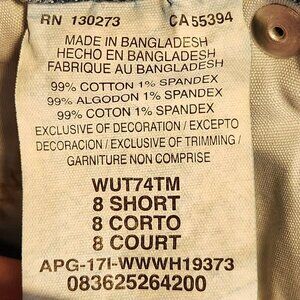 RN 130273 CA 55394
MADE IN BANGLADESH
HECHO EN BANGLADESH
FABRIQUE AU BANGLADESH
99% COTTON 1% SPANDEX
99% ALGODON 1% SPANDEX
99% COTON 1% SPANDEX
EXCLUSIVE OF DECORATION / EXCEPTO
DECORACION / EXCLUSIVE OF TRIMMING /
GARNITURE NON COMPRISE
WUT74TM
8 SHORT
8 CORTO
8 COURT
APG-17I-WWWH19373
083625264200